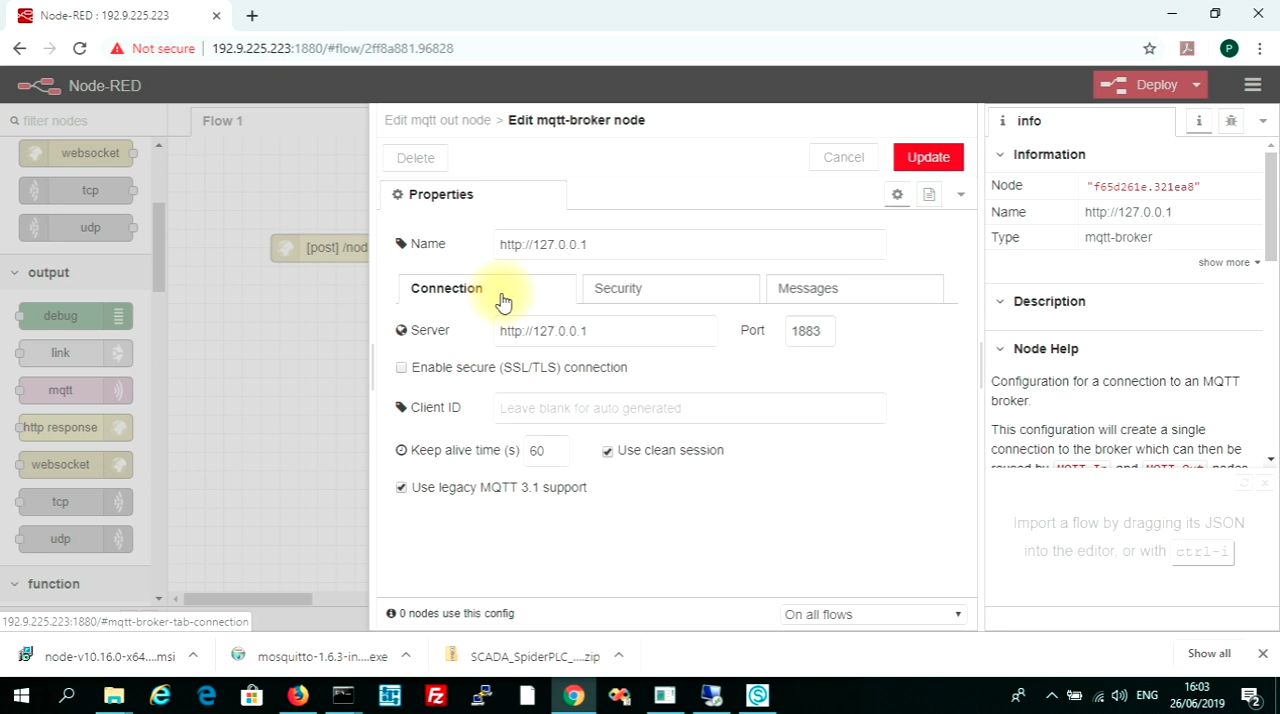 Node-RED : 192.9.225.223
Not secure
192.9.225.223:1880/#flow/2ff8a881.96828
P
Node-RED
Deploy
filter nodes
Flow 1
Edit mqtt out node > Edit mqtt-broker node
i info
i
websocket
Delete
Cancel
Update
Information
tcp
Properties
Node
"f65d261e.321ea8"
udp
Name
http://127.0.0.1
Name
http://127.0.0.1
[post] /nod
Type
mqtt-broker
output
show more
Connection
Security
Messages
Description
debug
Server
http://127.0.0.1
Port
1883
link
Node Help
Enable secure (SSL/TLS) connection
mqtt
Configuration for a connection to an MQTT
broker.
Client ID
Leave blank for auto generated
http response
This configuration will create a single
connection to the broker which can then be
reused by MQTT In and MQTT Out nodes
Keep alive time (s)
60
Use clean session
websocket
Use legacy MQTT 3.1 support
tcp
Import a flow by dragging its JSON
into the editor, or with ctrl-i
udp
function
0 nodes use this config
On all flows
192.9.225.223:1880/#mqtt-broker-tab-connection
node-v10.16.0-x64....msi
mosquitto-1.6.3-in....exe
SCADA_SpiderPLC_....zip
Show all
ENG
16:03
26/06/2019
2